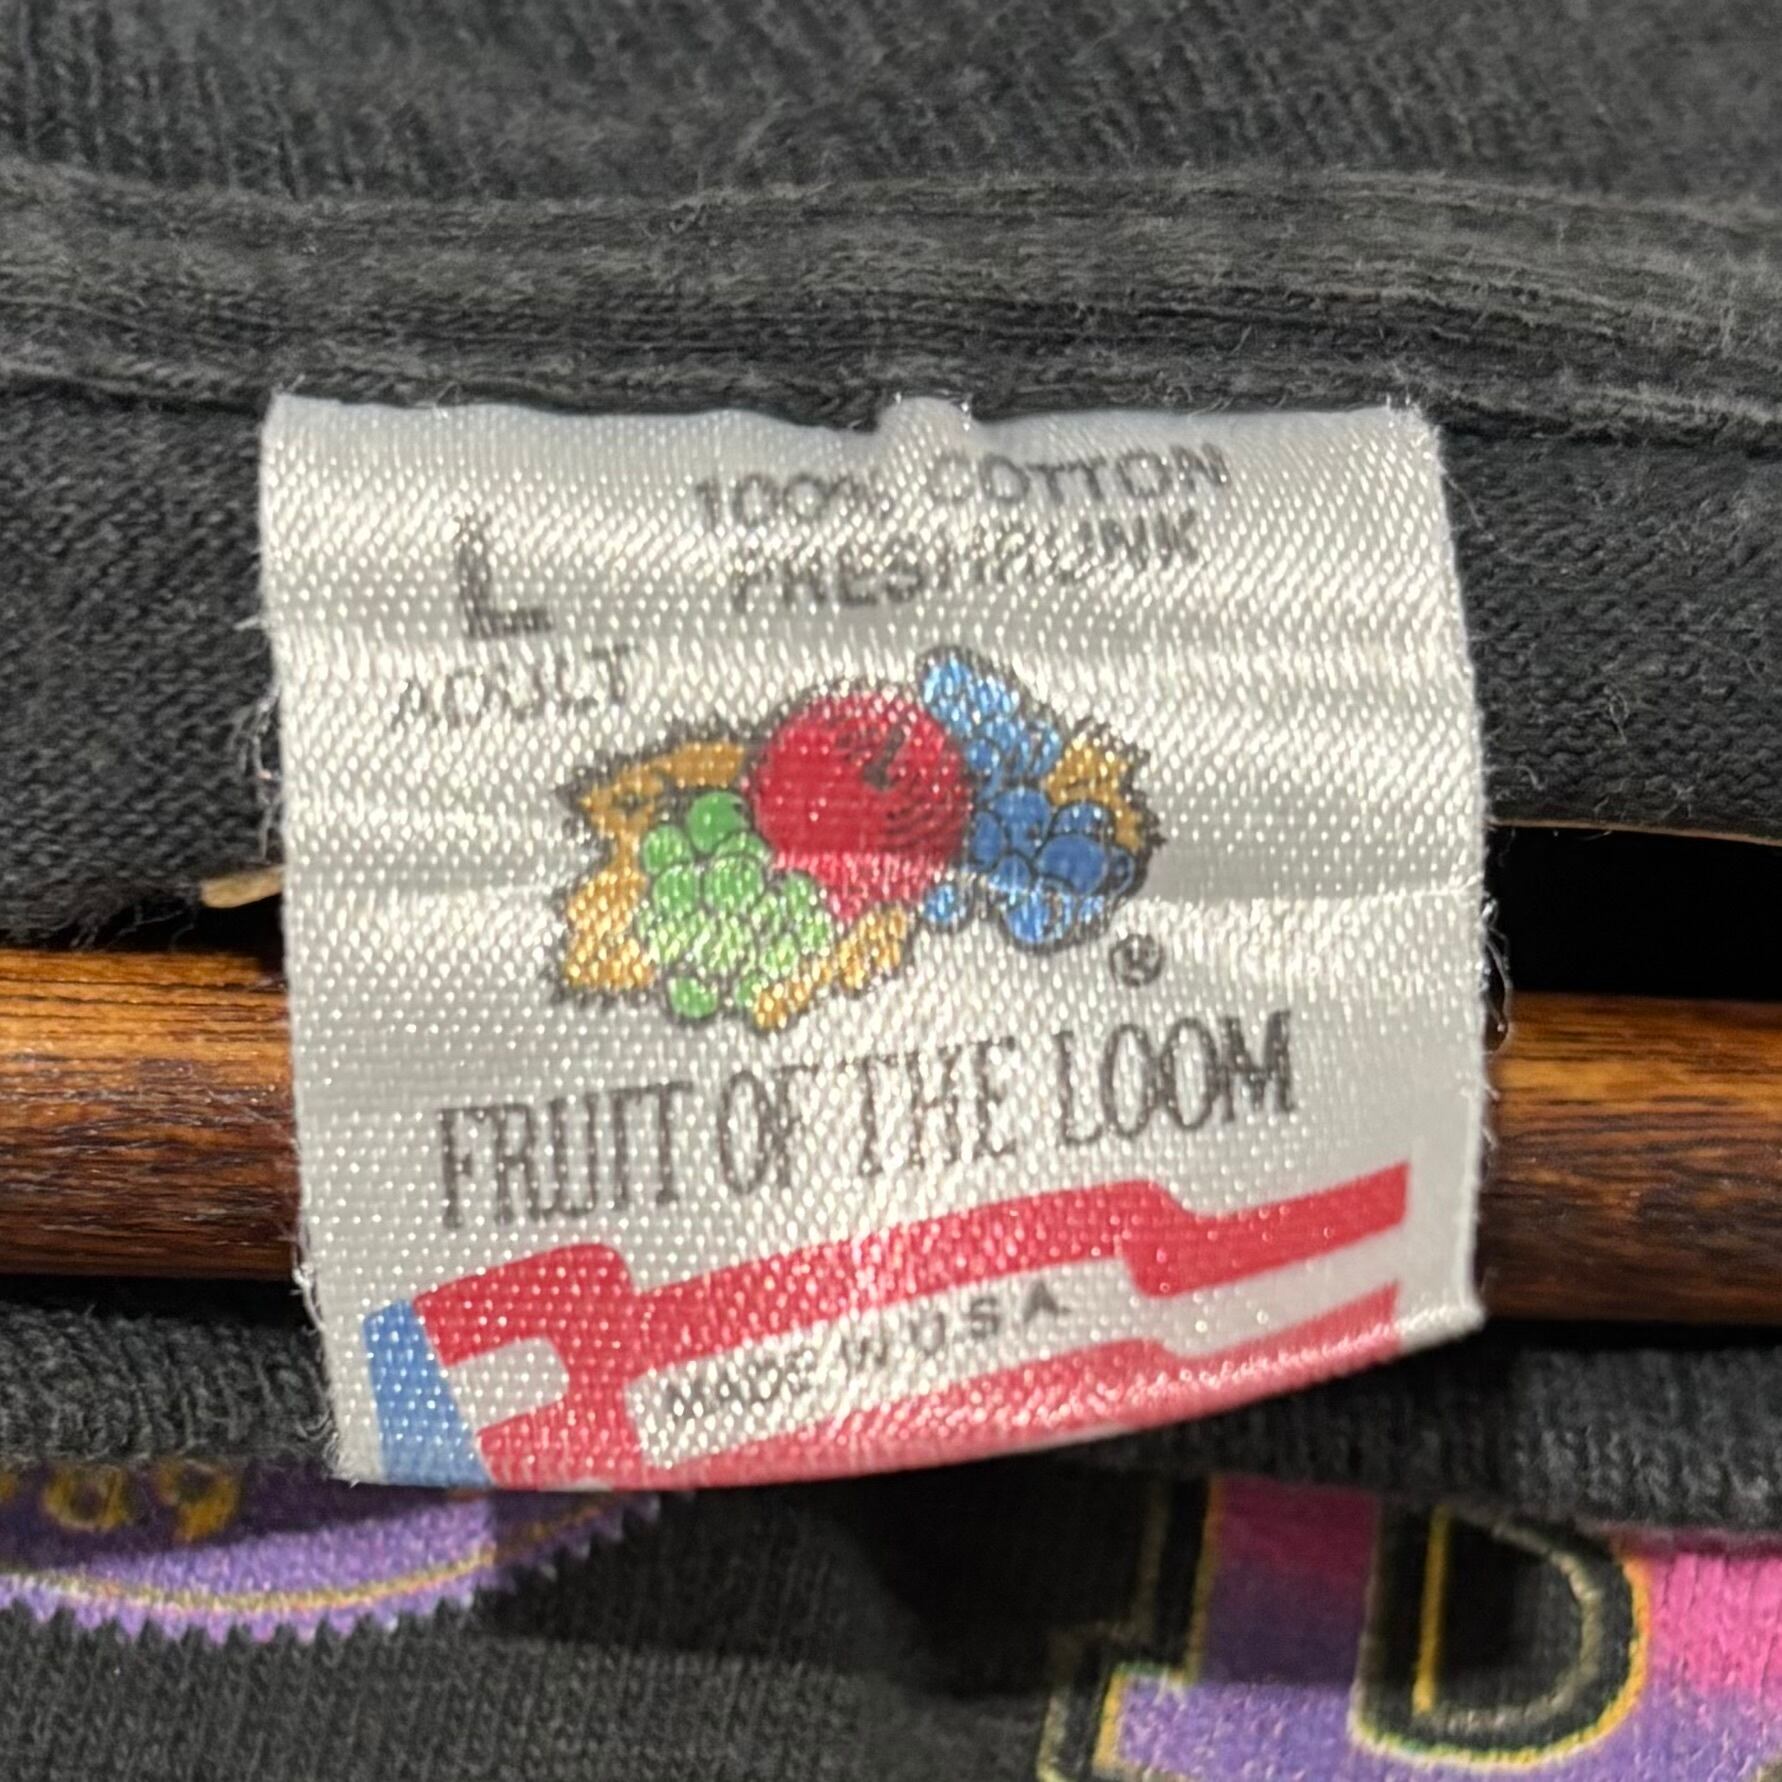 100% COTTON
PRESHRUNK
L
ADULT
®
FRUIT OF THE LOOM
MADE IN U S A